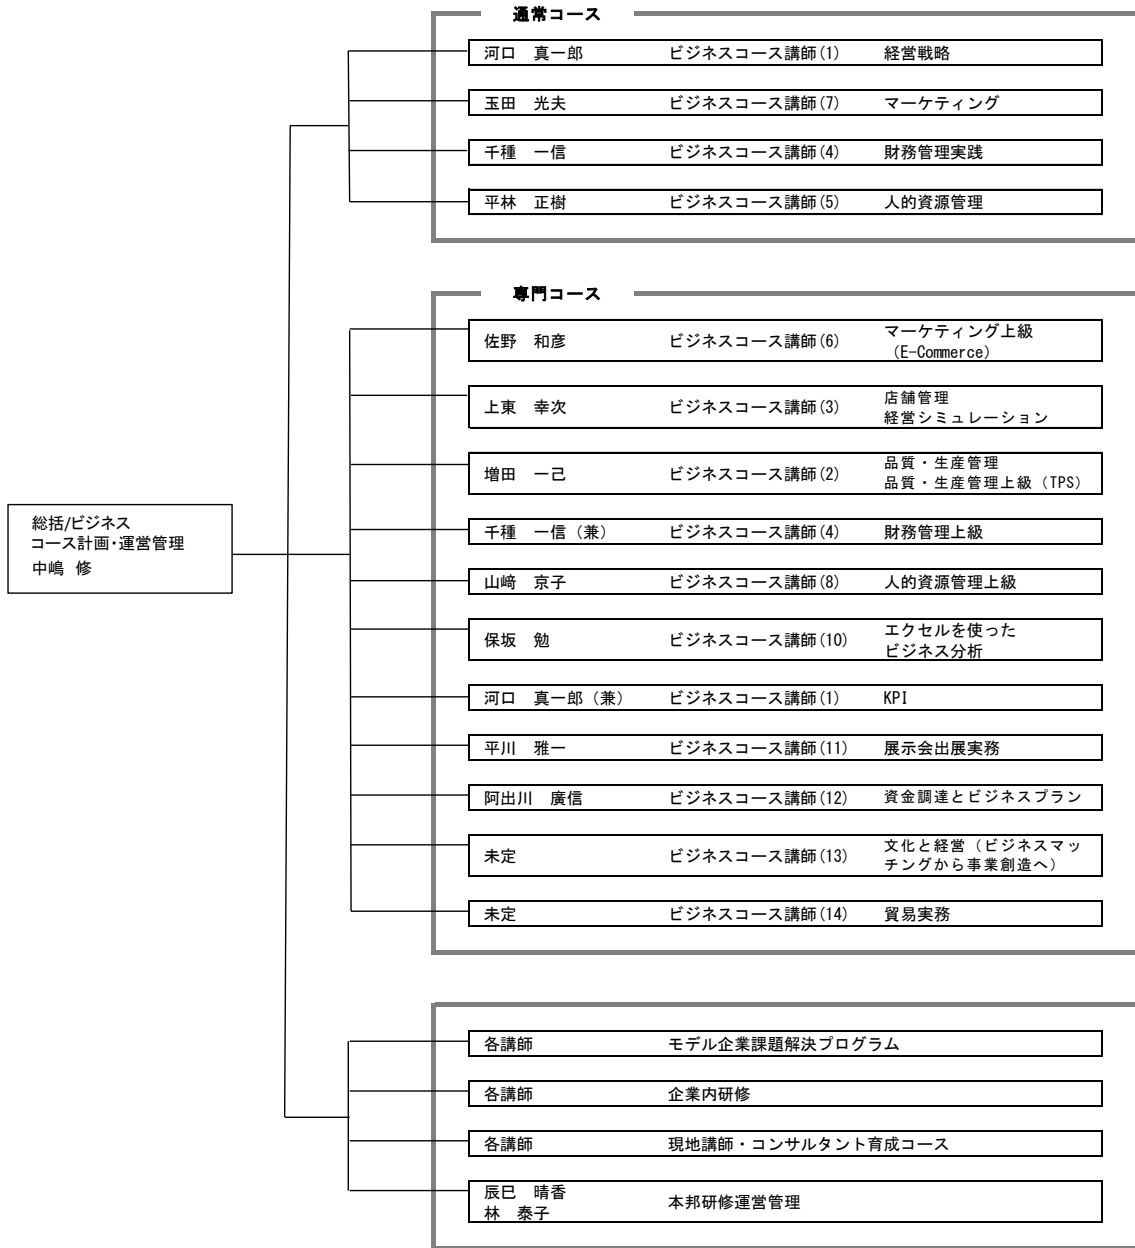 通常コース
河口　真一郎　ビジネスコース講師(1)　経営戦略
玉田　光夫　ビジネスコース講師(7)　マーケティング
千種　一信　ビジネスコース講師(4)　財務管理実践
平林　正樹　ビジネスコース講師(5)　人的資源管理
専門コース
佐野　和彦　ビジネスコース講師(6)　マーケティング上級
（E-Commerce）
上東　幸次　ビジネスコース講師(3)　店舗管理
経営シミュレーション
増田　一己　ビジネスコース講師(2)　品質・生産管理
品質・生産管理上級（TPS）
総括/ビジネス
コース計画・運営管理
中嶋　修
千種　一信（兼）　ビジネスコース講師(4)　財務管理上級
山﨑　京子　ビジネスコース講師(8)　人的資源管理上級
保坂　勉　ビジネスコース講師(10)　エクセルを使った
ビジネス分析
河口　真一郎（兼）　ビジネスコース講師(1)　KPI
平川　雅一　ビジネスコース講師(11)　展示会出展実務
阿出川　廣信　ビジネスコース講師(12)　資金調達とビジネスプラン
未定　ビジネスコース講師(13)　文化と経営（ビジネスマッ
チングから事業創造へ）
未定　ビジネスコース講師(14)　貿易実務
各講師　モデル企業課題解決プログラム
各講師　企業内研修
各講師　現地講師・コンサルタント育成コース
辰巳　晴香
林　泰子　本邦研修運営管理